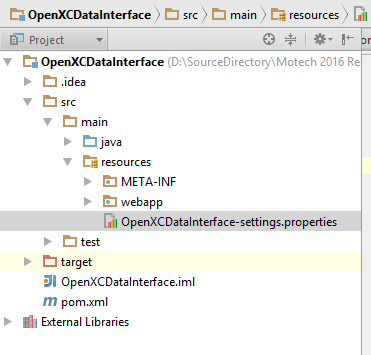 OpenXCDataInterface src main resources
Project
OpenXCDataInterface (D:\SourceDirectory\Motech 2016 Re
.idea
src
main
java
resources
META-INF
webapp
OpenXCDataInterface-settings.properties
test
target
OpenXCDataInterface.iml
pom.xml
External Libraries